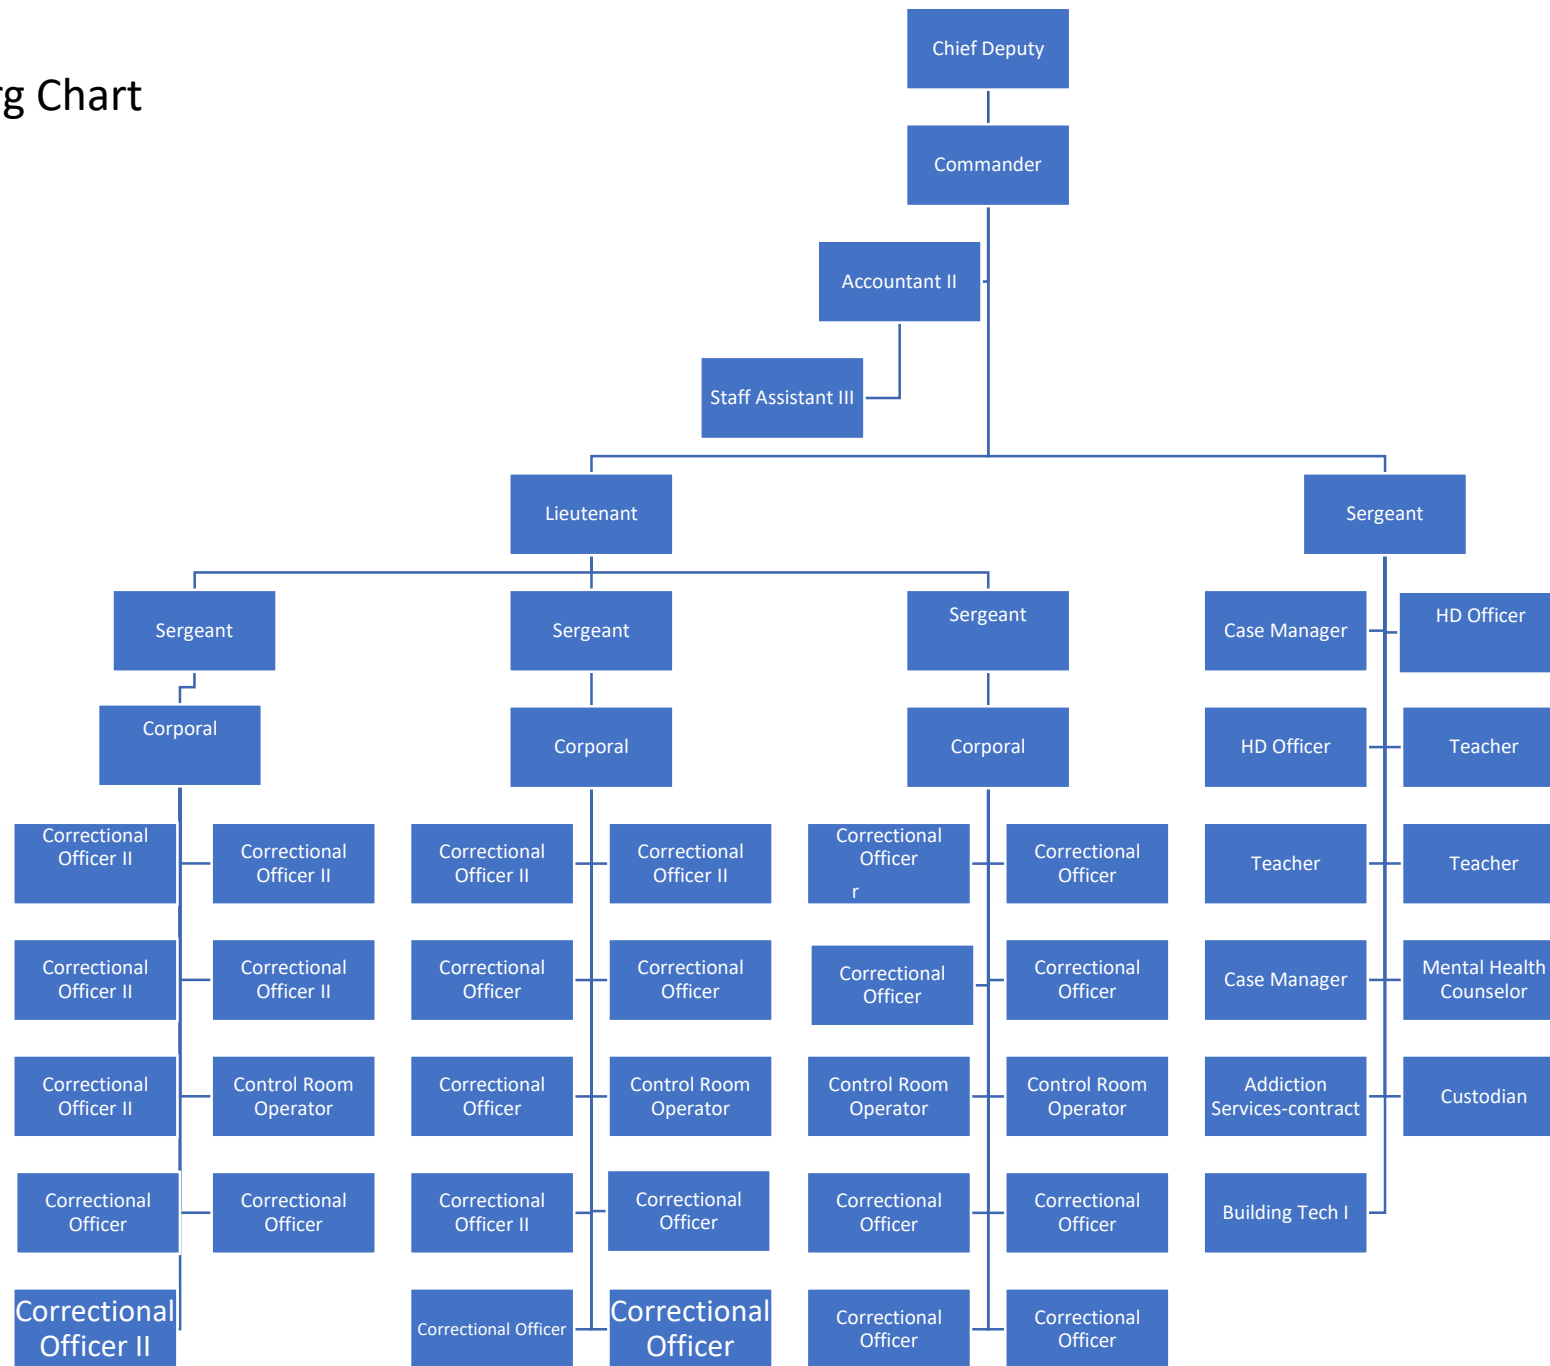 rg Chart
Chief Deputy
Commander
Accountant II
Staff Assistant III
Lieutenant
Sergeant
Sergeant
Sergeant
Sergeant
Case Manager
HD Officer
Corporal
Corporal
Corporal
HD Officer
Teacher
Correctional
Officer II
Correctional
Officer II
Correctional
Officer II
Correctional
Officer II
Correctional
Officer
r
Correctional
Officer
Teacher
Teacher
Correctional
Officer II
Correctional
Officer II
Correctional
Officer
Correctional
Officer
Correctional
Officer
Correctional
Officer
Case Manager
Mental Health
Counselor
Correctional
Officer II
Control Room
Operator
Correctional
Officer
Control Room
Operator
Control Room
Operator
Control Room
Operator
Addiction
Services-contract
Custodian
Correctional
Officer
Correctional
Officer
Correctional
Officer II
Correctional
Officer
Correctional
Officer
Correctional
Officer
Building Tech I
Correctional
Officer II
Correctional Officer
Correctional
Officer
Correctional
Officer
Correctional
Officer